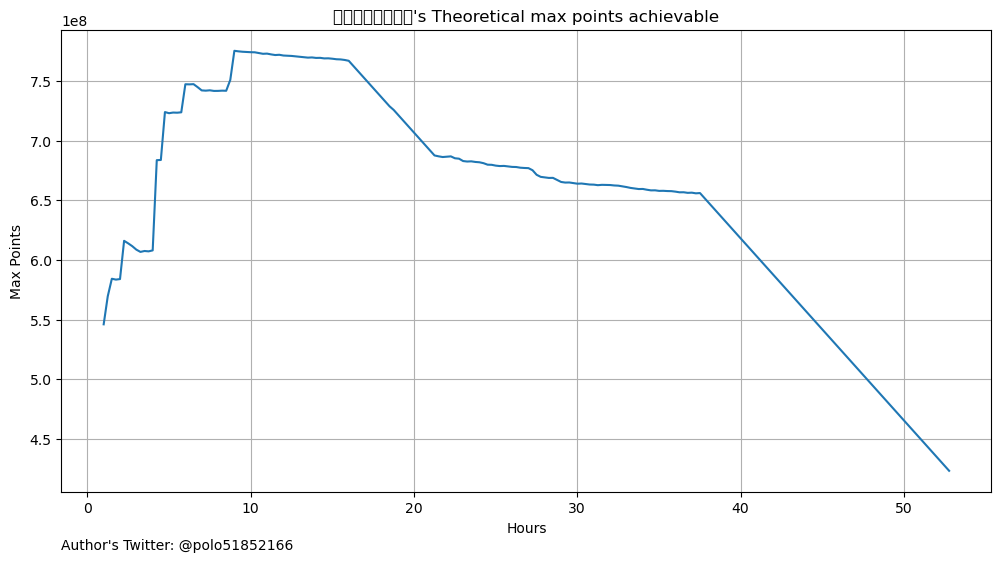 's Theoretical max points achievable
1e8
7.5
7.0
6.5
6.0
5.5
5.0
4.5
Max Points
0 10 20 30 40 50
Hours
Author's Twitter: @polo51852166